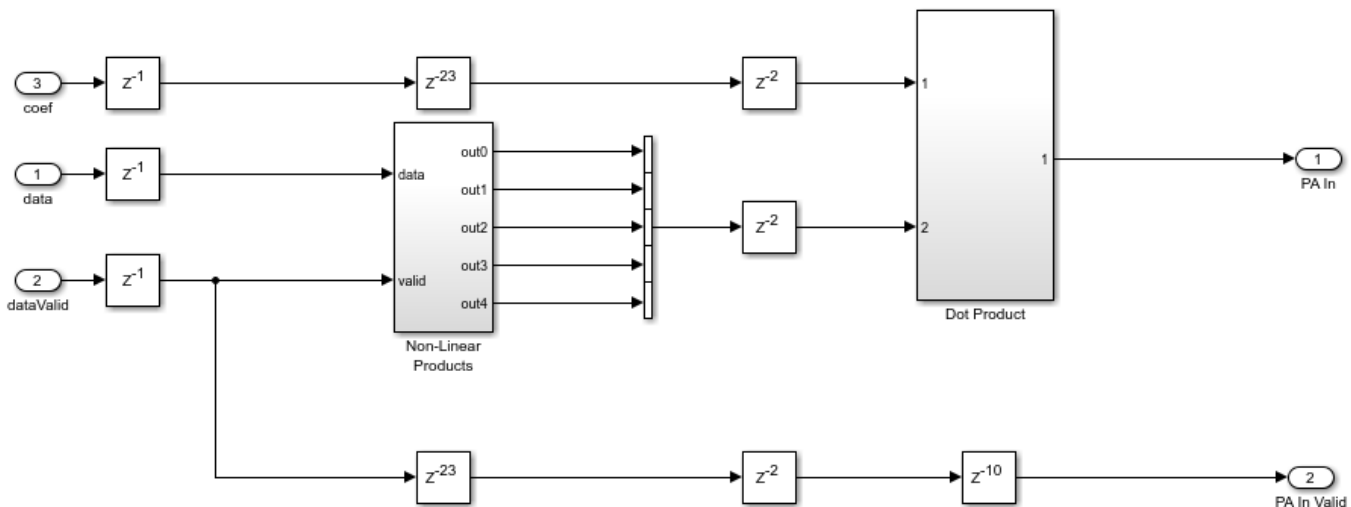 3
coef
z-1
z-23
z-2
1
1
data
z-1
data
valid
out0
out1
out2
out3
out4
Non-Linear
Products
z-2
2
1
Dot Product
1
PA In
2
dataValid
z-1
z-23
z-2
z-10
2
PA In Valid